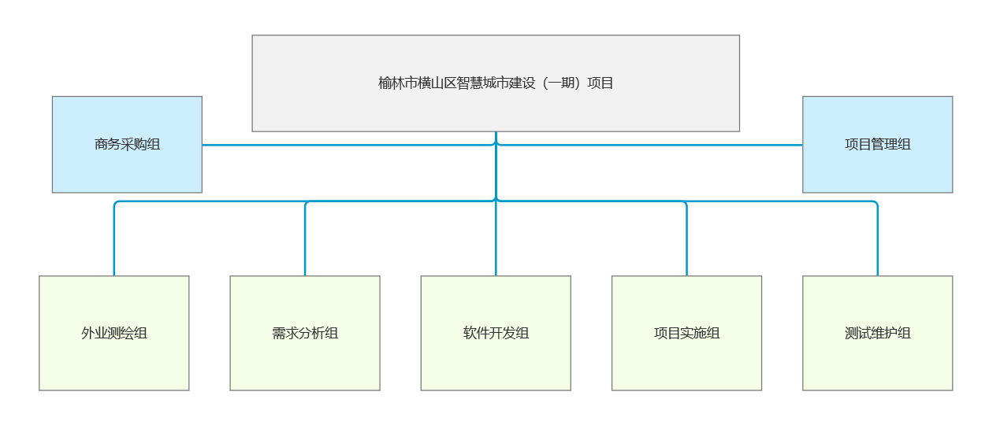 榆林市横山区智慧城市建设（一期）项目
商务采购组
项目管理组
外业测绘组
需求分析组
软件开发组
项目实施组
测试维护组